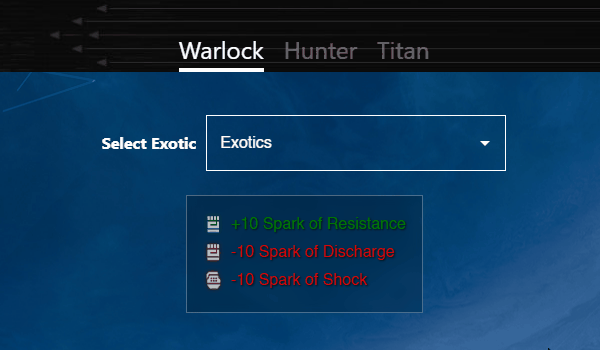 Warlock Hunter Titan
Select Exotic Exotics
+10 Spark of Resistance
-10 Spark of Discharge
-10 Spark of Shock